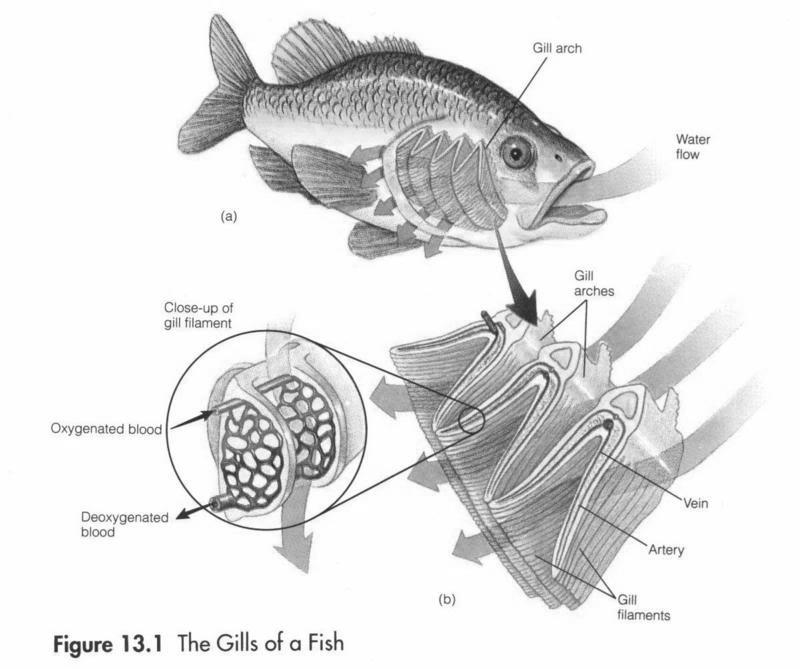 Gill arch
Water
flow
(a)
Gill
arches
Close-up of
gill filament
Oxygenated blood
Deoxygenated
blood
Vein
Artery
(b)
Gill
filaments
Figure 13.1 The Gills of a Fish